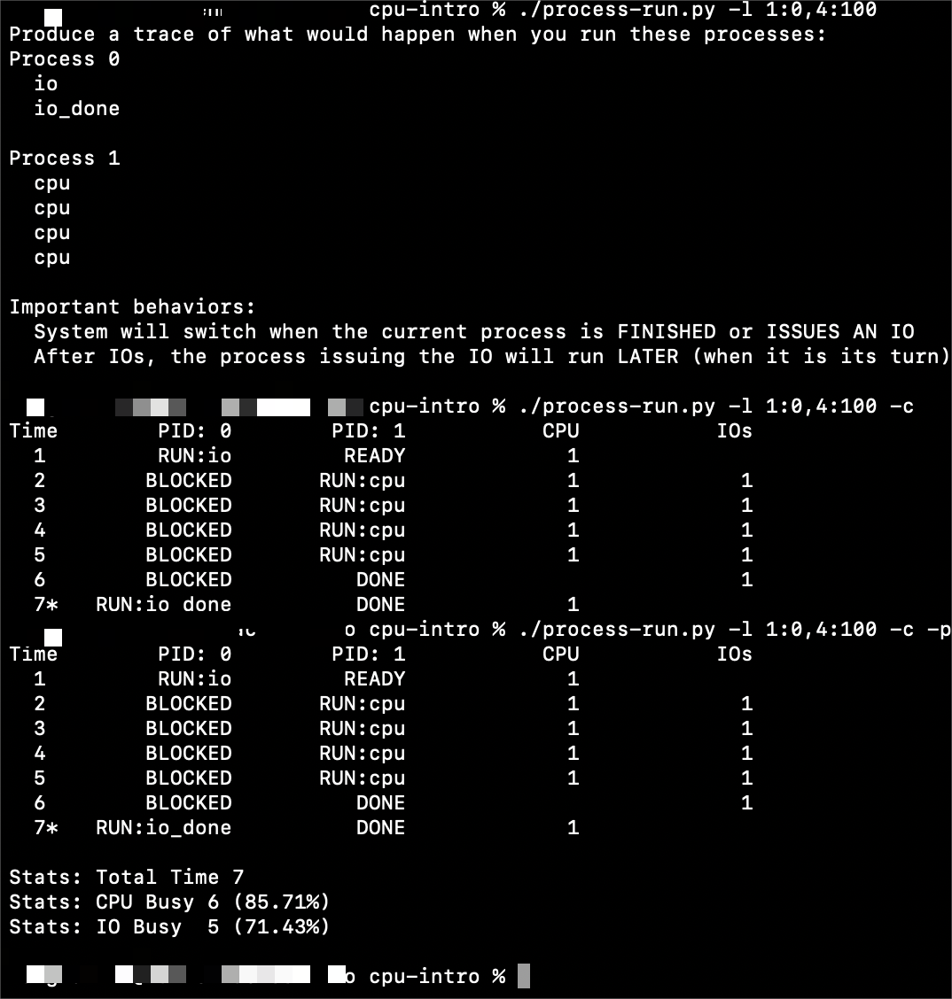 cpu-intro % ./process-run.py -l 1:0,4:100
Produce a trace of what would happen when you run these processes:
Process 0
  io
  io_done

Process 1
  cpu
  cpu
  cpu
  cpu

Important behaviors:
  System will switch when the current process is FINISHED or ISSUES AN IO
  After IOs, the process issuing the IO will run LATER (when it is its turn)

cpu-intro % ./process-run.py -l 1:0,4:100 -c
Time        PID: 0        PID: 1           CPU           IOs
  1         RUN:io         READY             1
  2        BLOCKED       RUN:cpu             1             1
  3        BLOCKED       RUN:cpu             1             1
  4        BLOCKED       RUN:cpu             1             1
  5        BLOCKED       RUN:cpu             1             1
  6        BLOCKED          DONE                           1
  7*   RUN:io done          DONE             1
o cpu-intro % ./process-run.py -l 1:0,4:100 -c -p
Time        PID: 0        PID: 1           CPU           IOs
  1         RUN:io         READY             1
  2        BLOCKED       RUN:cpu             1             1
  3        BLOCKED       RUN:cpu             1             1
  4        BLOCKED       RUN:cpu             1             1
  5        BLOCKED       RUN:cpu             1             1
  6        BLOCKED          DONE                           1
  7*   RUN:io_done          DONE             1

Stats: Total Time 7
Stats: CPU Busy 6 (85.71%)
Stats: IO Busy  5 (71.43%)

o cpu-intro %